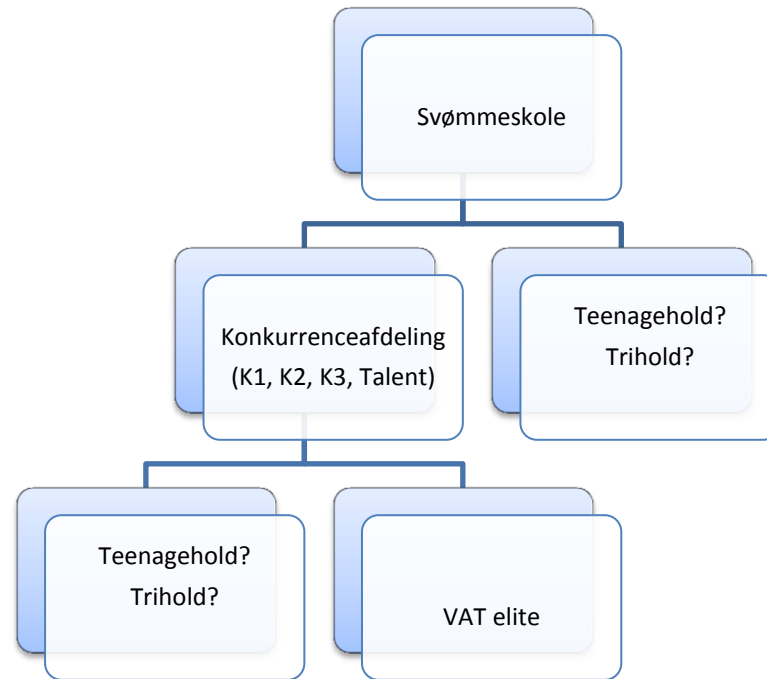 Svømmeskole
Konkurrenceafdeling
(K1, K2, K3, Talent)
Teenagehold?
Trihold?
Teenagehold?
Trihold?
VAT elite